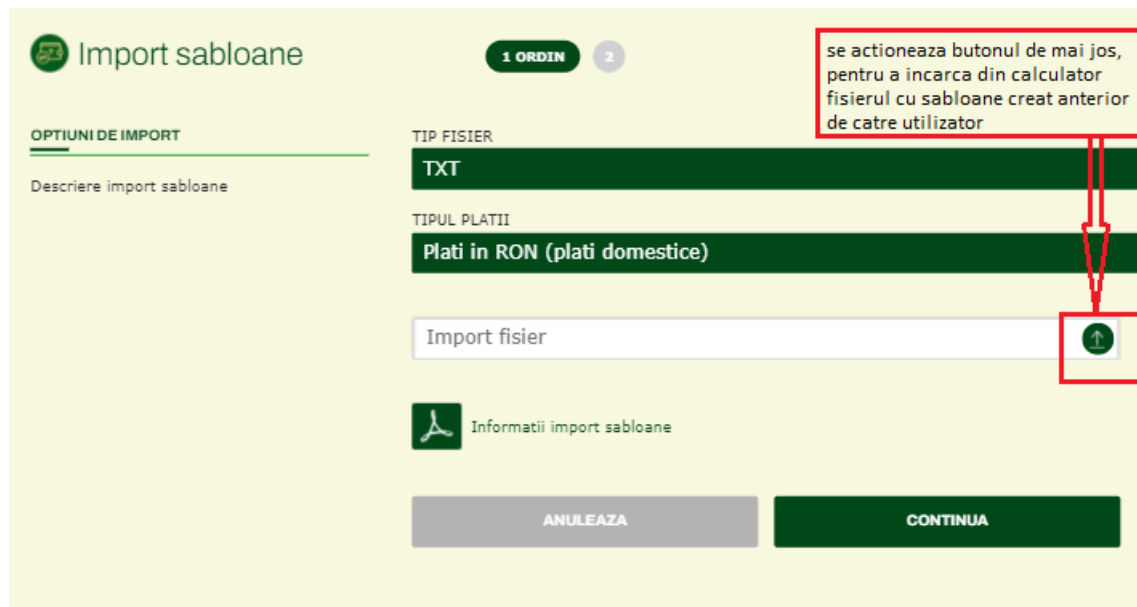 Import sabloane
1 ORDIN
2
se actioneaza butonul de mai jos,
pentru a incarca din calculator
fisierul cu sabloane creat anterior
de catre utilizator
OPTIUNI DE IMPORT
Descriere import sabloane
TIP FISIER
TXT
TIPUL PLATII
Plati in RON (plati domestice)
Import fisier
Informatii import sabloane
ANULEAZA
CONTINUA